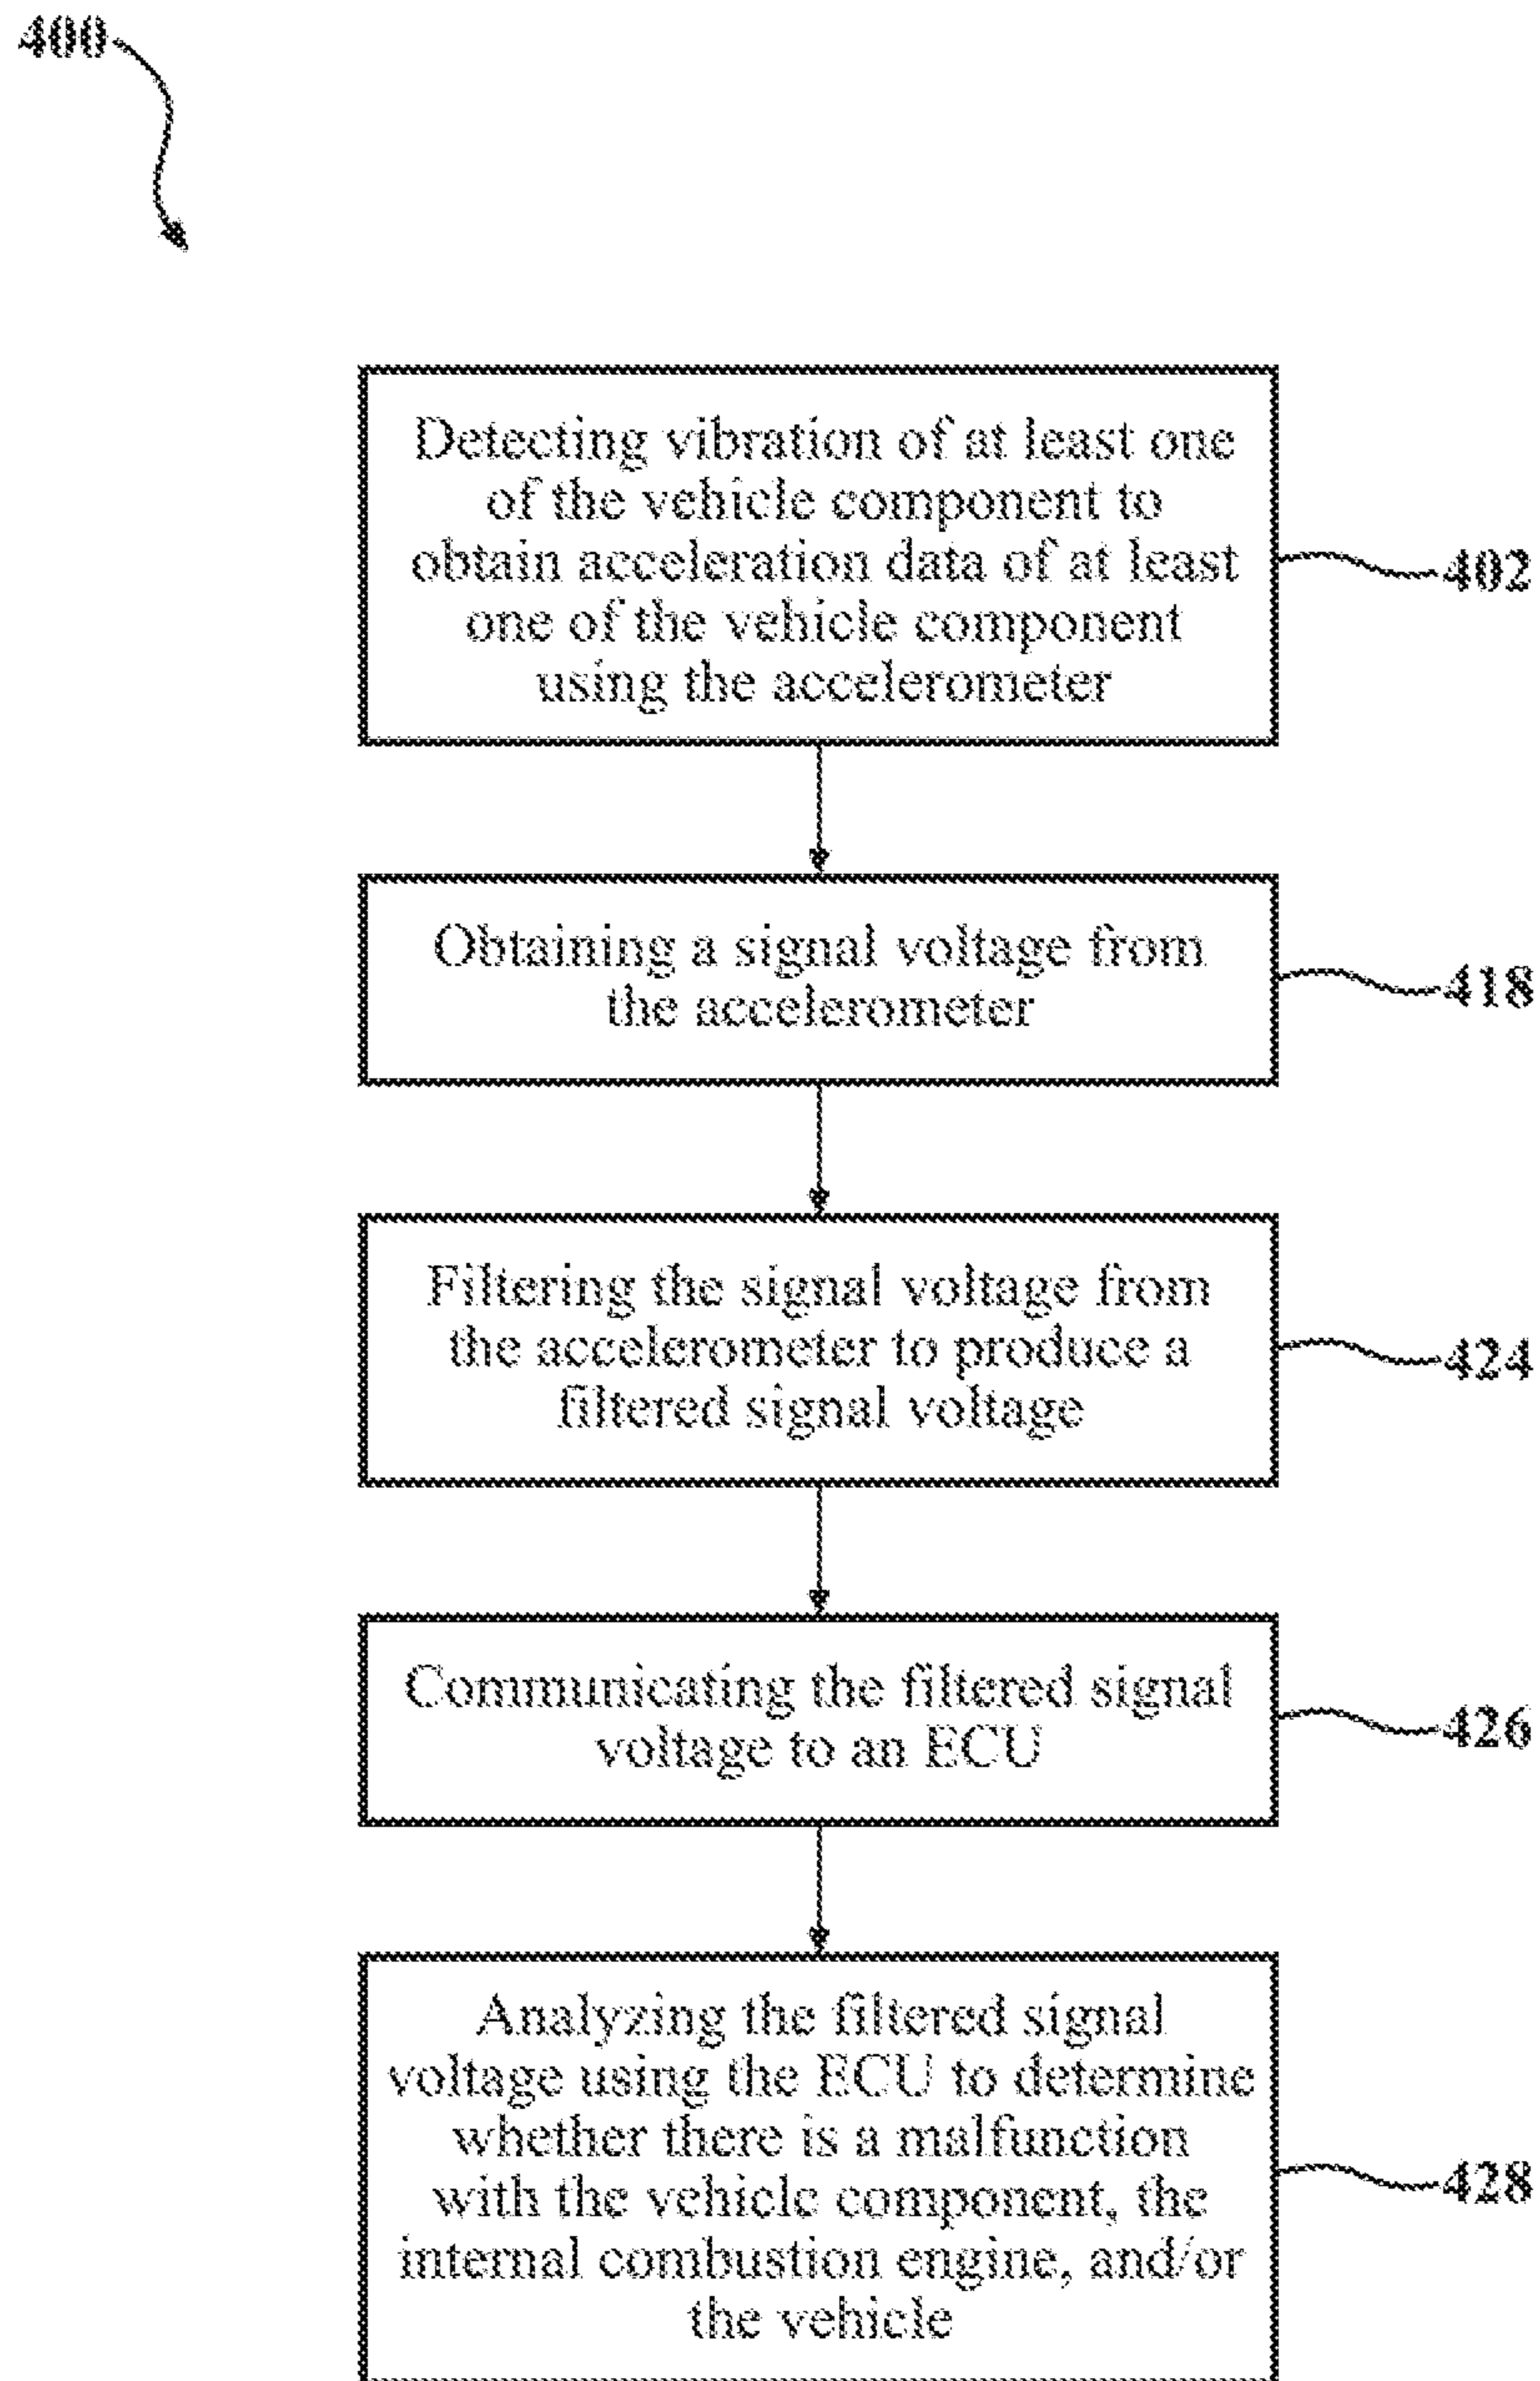 400
Detecting vibration of at least one
of the vehicle component to
obtain acceleration data of at least
one of the vehicle component
using the accelerometer
402
Obtaining a signal voltage from
the accelerometer
418
Filtering the signal voltage from
the accelerometer to produce a
filtered signal voltage
424
Communicating the filtered signal
voltage to an ECU
426
Analyzing the filtered signal
voltage using the ECU to determine
whether there is a malfunction
with the vehicle component, the
internal combustion engine, and/or
the vehicle
428